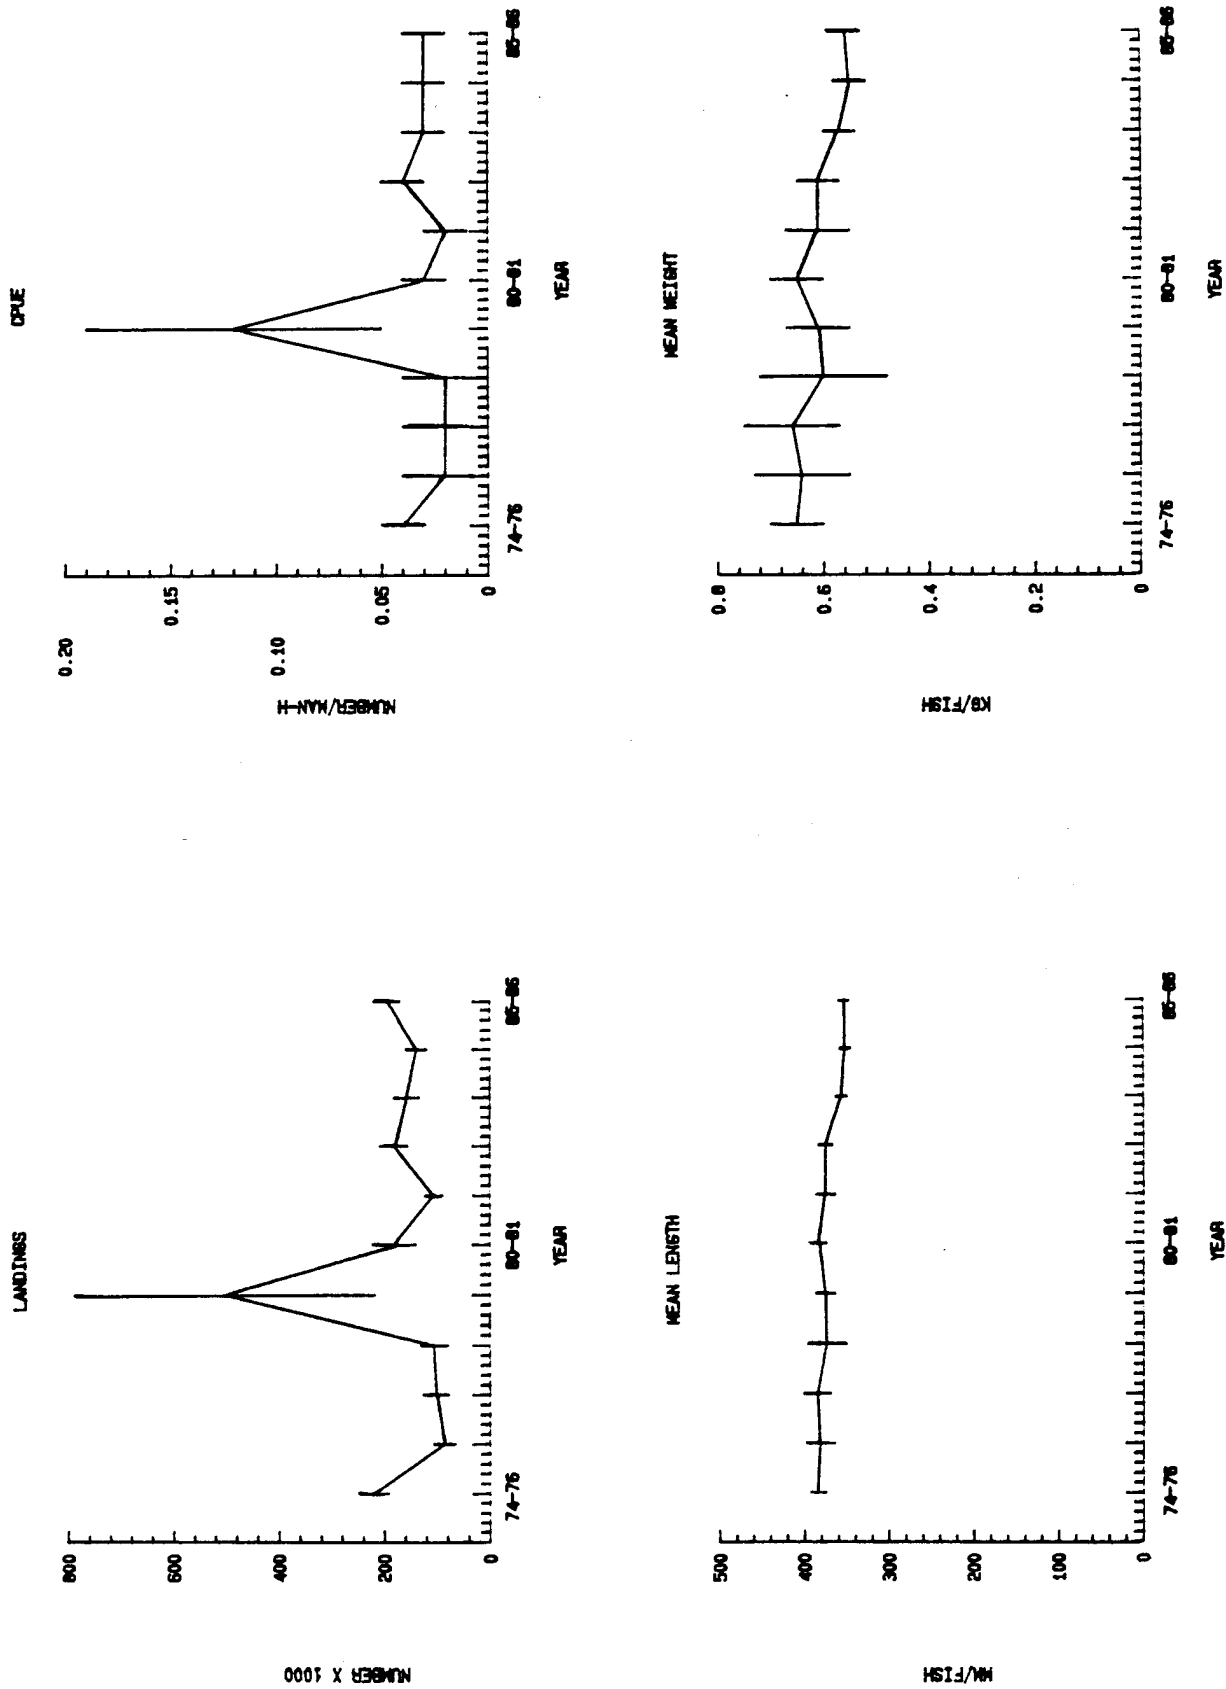 LANDINGS
NUMBER X 1000
800
600
400
200
0
74-76
80-81
85-86
YEAR
CPUE
NUMBER/MAN-H
0.20
0.15
0.10
0.05
0
74-76
80-81
85-86
YEAR
MEAN LENGTH
MM/FISH
500
400
300
200
100
0
74-76
80-81
85-86
YEAR
MEAN WEIGHT
KG/FISH
0.8
0.6
0.4
0.2
0
74-76
80-81
85-86
YEAR